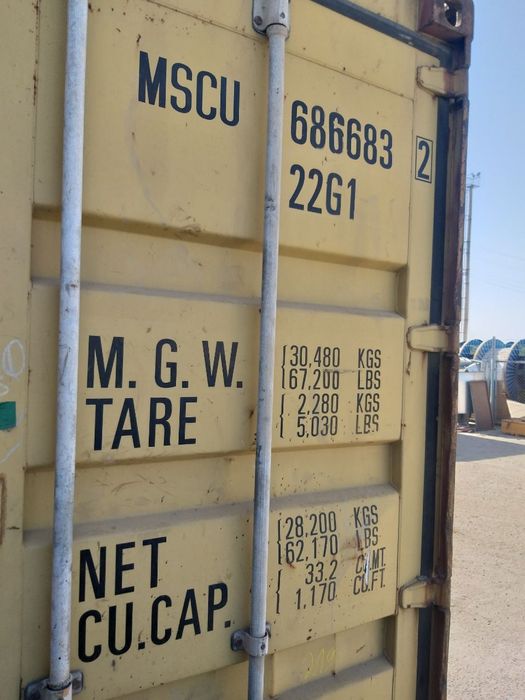 MSCU 686683 2
22G1
M. G. W. 30,480 KGS
67,200 LBS
TARE 2,280 KGS
5,030 LBS
NET 28,200 KGS
62,170 LBS
CU.CAP. 33.2 CU.MT
1,170 CU.FT.